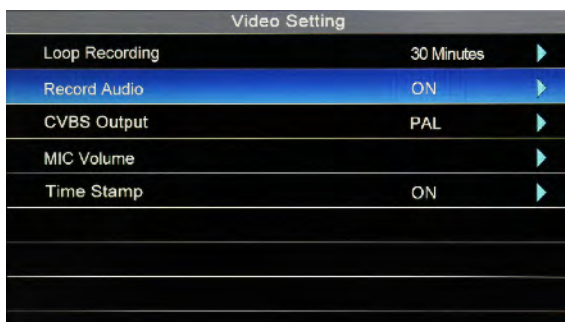 Video Setting
Loop Recording 30 Minutes
Record Audio ON
CVBS Output PAL
MIC Volume
Time Stamp ON